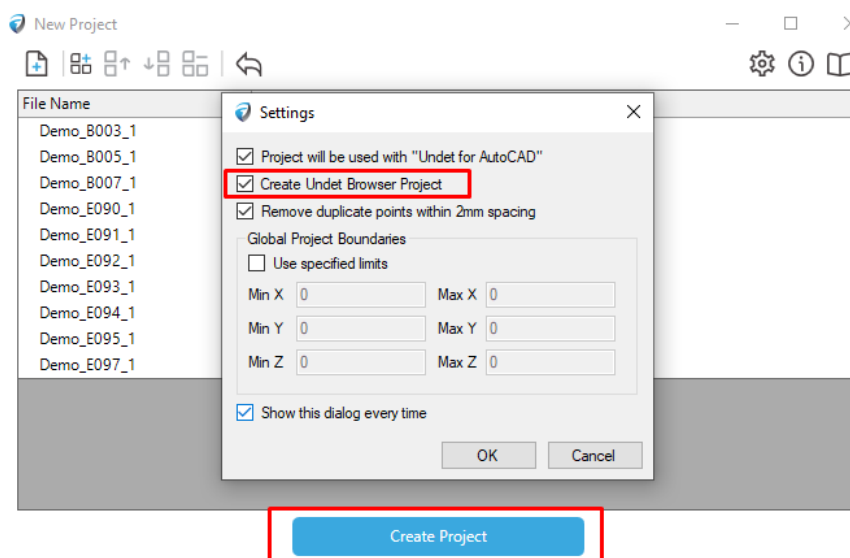 New Project
File Name
Settings
Demo_B003_1
Demo_B005_1
Project will be used with "Undet for AutoCAD"
Demo_B007_1
Create Undet Browser Project
Demo_E090_1
Remove duplicate points within 2mm spacing
Demo_E091_1
Global Project Boundaries
Demo_E092_1
Use specified limits
Demo_E093_1
Min X 0 Max X 0
Demo_E094_1
Min Y 0 Max Y 0
Demo_E095_1
Demo_E097_1
Min Z 0 Max Z 0
Show this dialog every time
OK Cancel
Create Project